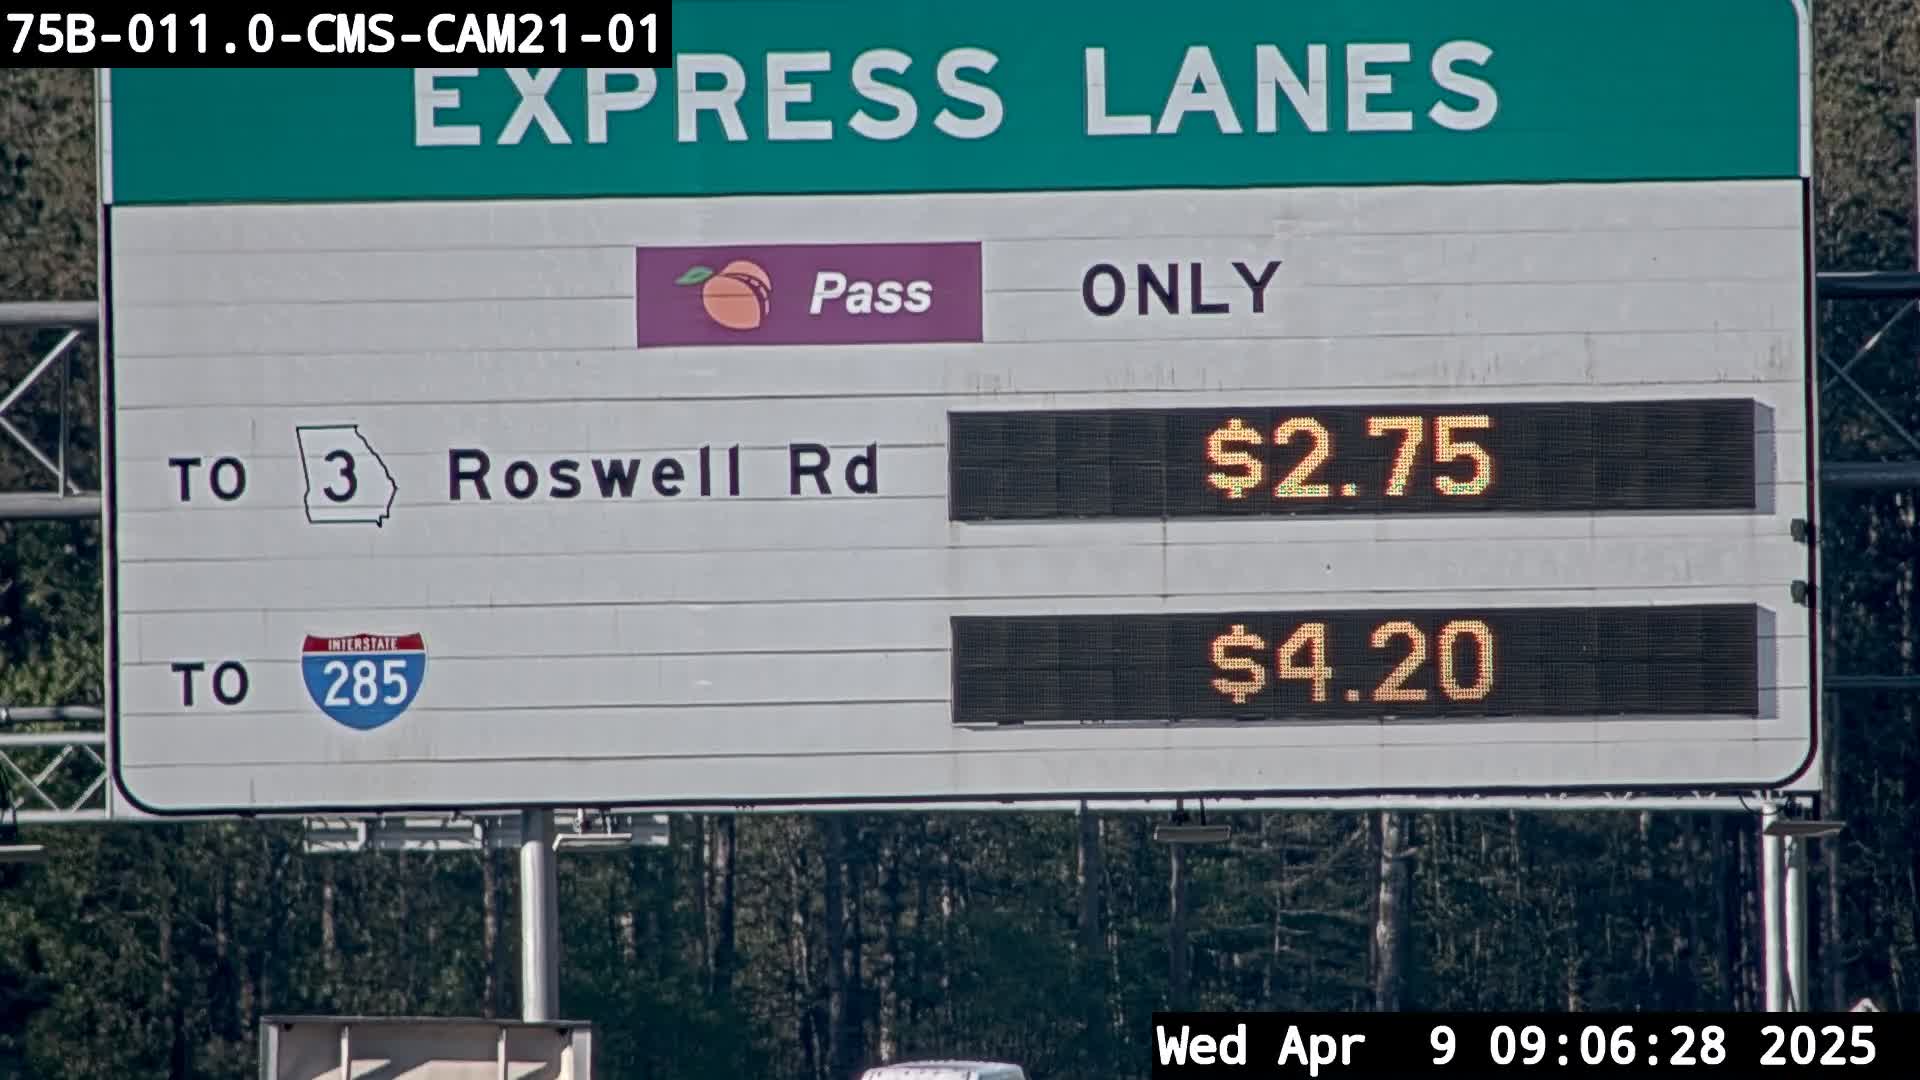 75B-011.0-CMS-CAM21-01
EXPRESS LANES
Pass ONLY
TO 3 Roswell Rd $2.75
INTERSTATE
TO 285 $4.20
Wed Apr 9 09:06:28 2025